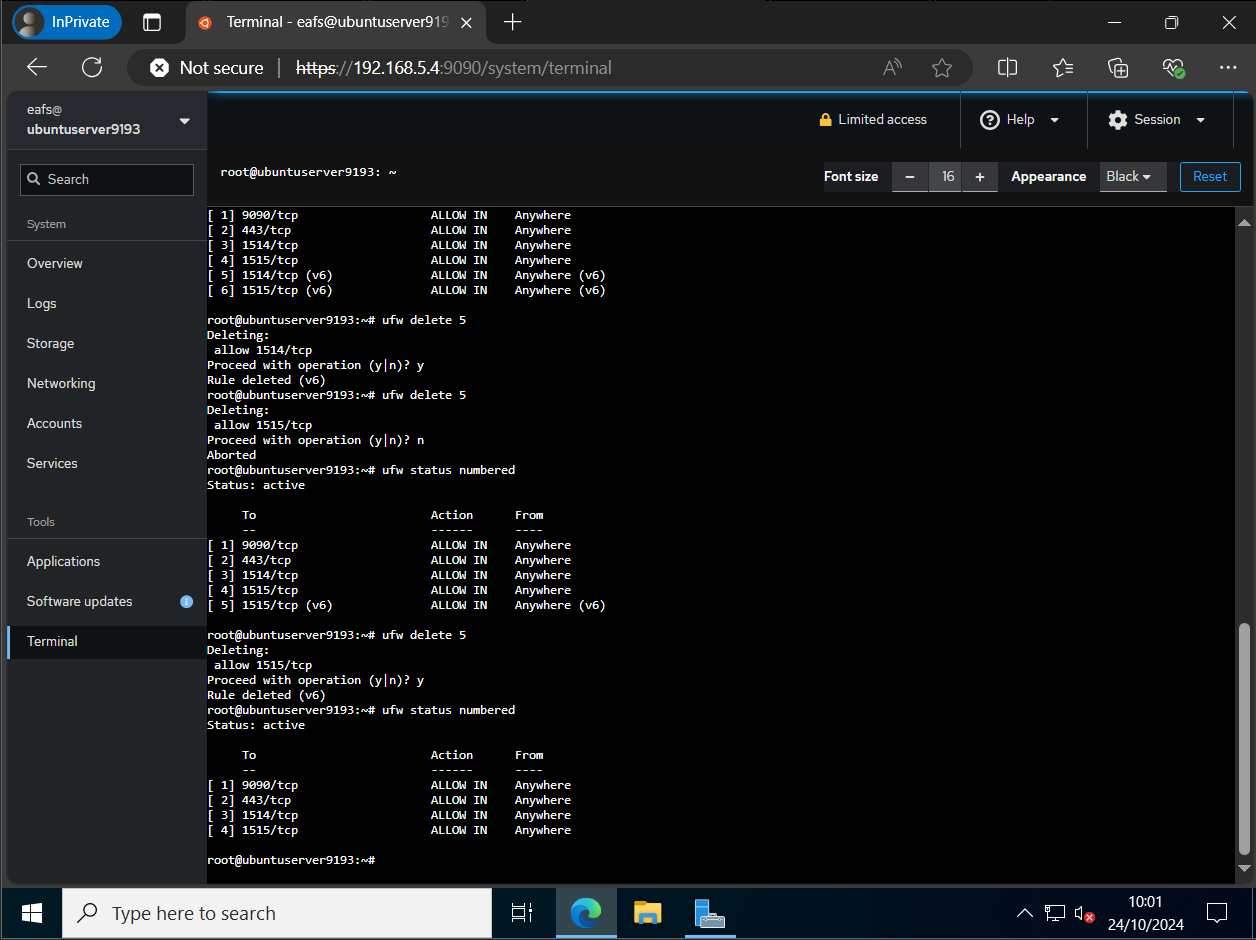 InPrivate
Terminal - eafs@ubuntuserver919
Not secure | https://192.168.5.4:9090/system/terminal
eafs@
ubuntuserver9193
Limited access
Help
Session
Search
root@ubuntuserver9193: ~
Font size
16
Appearance
Black
Reset
System
Overview
Logs
Storage
Networking
Accounts
Services
Tools
Applications
Software updates
Terminal
[ 1] 9090/tcp                   ALLOW IN    Anywhere
[ 2] 443/tcp                    ALLOW IN    Anywhere
[ 3] 1514/tcp                   ALLOW IN    Anywhere
[ 4] 1515/tcp                   ALLOW IN    Anywhere
[ 5] 1514/tcp (v6)              ALLOW IN    Anywhere (v6)
[ 6] 1515/tcp (v6)              ALLOW IN    Anywhere (v6)
root@ubuntuserver9193:~# ufw delete 5
Deleting:
 allow 1514/tcp
Proceed with operation (y|n)? y
Rule deleted (v6)
root@ubuntuserver9193:~# ufw delete 5
Deleting:
 allow 1515/tcp
Proceed with operation (y|n)? n
Aborted
root@ubuntuserver9193:~# ufw status numbered
Status: active
     To                         Action      From
     --                         ------      ----
[ 1] 9090/tcp                   ALLOW IN    Anywhere
[ 2] 443/tcp                    ALLOW IN    Anywhere
[ 3] 1514/tcp                   ALLOW IN    Anywhere
[ 4] 1515/tcp                   ALLOW IN    Anywhere
[ 5] 1515/tcp (v6)              ALLOW IN    Anywhere (v6)
root@ubuntuserver9193:~# ufw delete 5
Deleting:
 allow 1515/tcp
Proceed with operation (y|n)? y
Rule deleted (v6)
root@ubuntuserver9193:~# ufw status numbered
Status: active
     To                         Action      From
     --                         ------      ----
[ 1] 9090/tcp                   ALLOW IN    Anywhere
[ 2] 443/tcp                    ALLOW IN    Anywhere
[ 3] 1514/tcp                   ALLOW IN    Anywhere
[ 4] 1515/tcp                   ALLOW IN    Anywhere
root@ubuntuserver9193:~#
Type here to search
10:01
24/10/2024